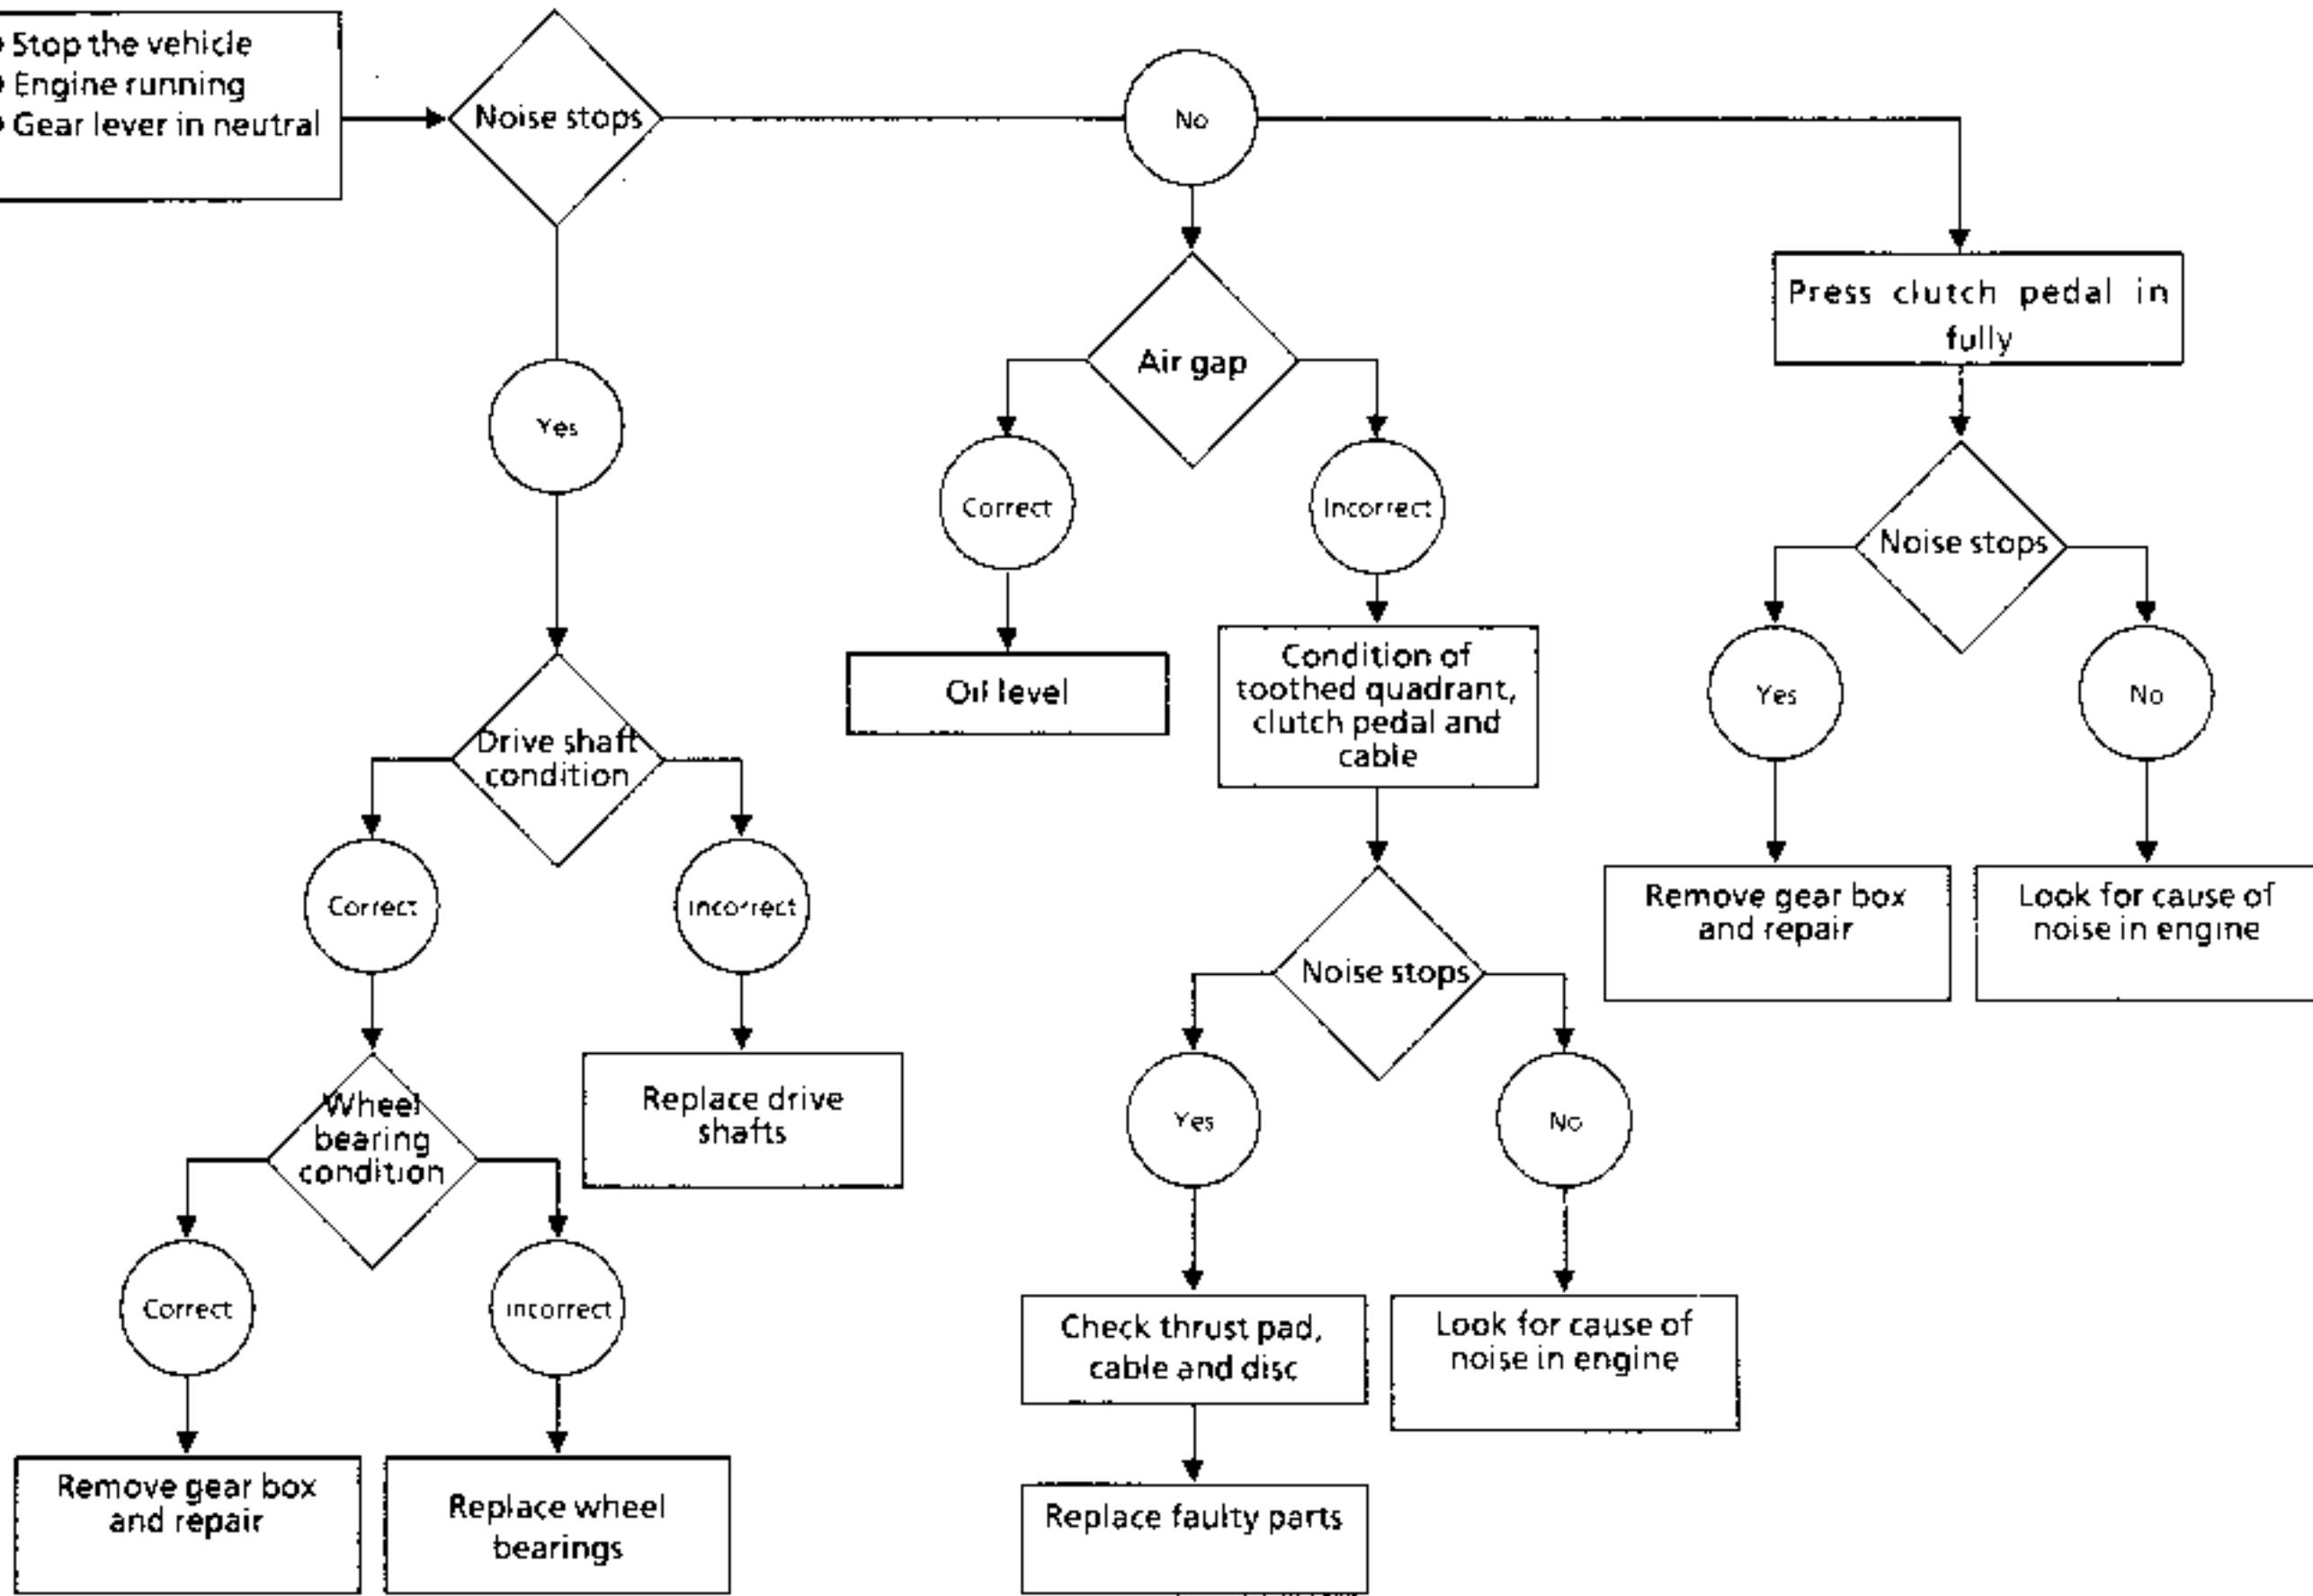 Stop the vehicle
Engine running
Gear lever in neutral
Noise stops
No
Press clutch pedal in
fully
Air gap
Yes
Correct
Incorrect
Noise stops
Oil level
Condition of
toothed quadrant,
clutch pedal and
cable
Yes
No
Drive shaft
condition
Correct
Incorrect
Remove gear box
and repair
Look for cause of
noise in engine
Noise stops
Wheel
bearing
condition
Replace drive
shafts
Yes
No
Correct
Incorrect
Check thrust pad,
cable and disc
Look for cause of
noise in engine
Remove gear box
and repair
Replace wheel
bearings
Replace faulty parts